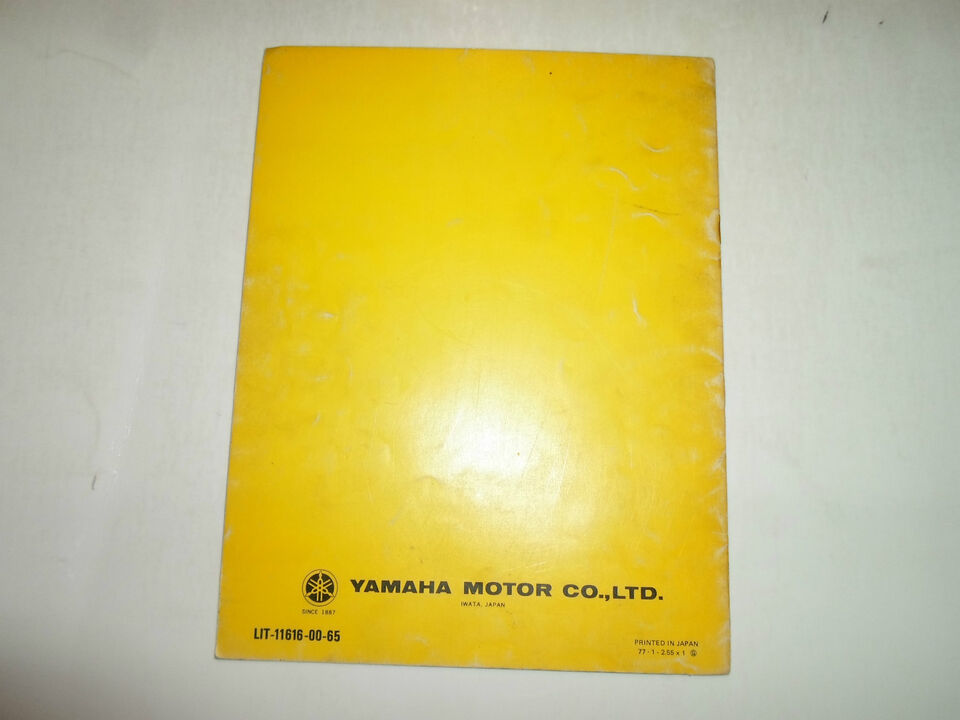 YAMAHA MOTOR CO.,LTD.
IWATA, JAPAN
SINCE 1887
LIT-11616-00-65
PRINTED IN JAPAN
77 - 1 - 2.55 x 1